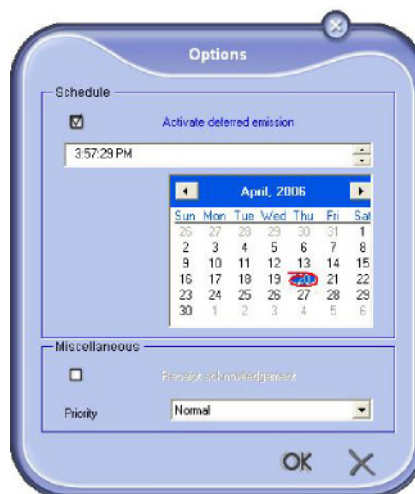 Options
Schedule
Activate deferred emission
3:57:29 PM
April, 2006
Sun Mon Tue Wed Thu Fri Sat
26 27 28 29 30 31 1
2 3 4 5 6 7 8
9 10 11 12 13 14 15
16 17 18 19 20 21 22
23 24 25 26 27 28 29
30 1 2 3 4 5 6
Miscellaneous
Receipt acknowledgement
Priority Normal
OK